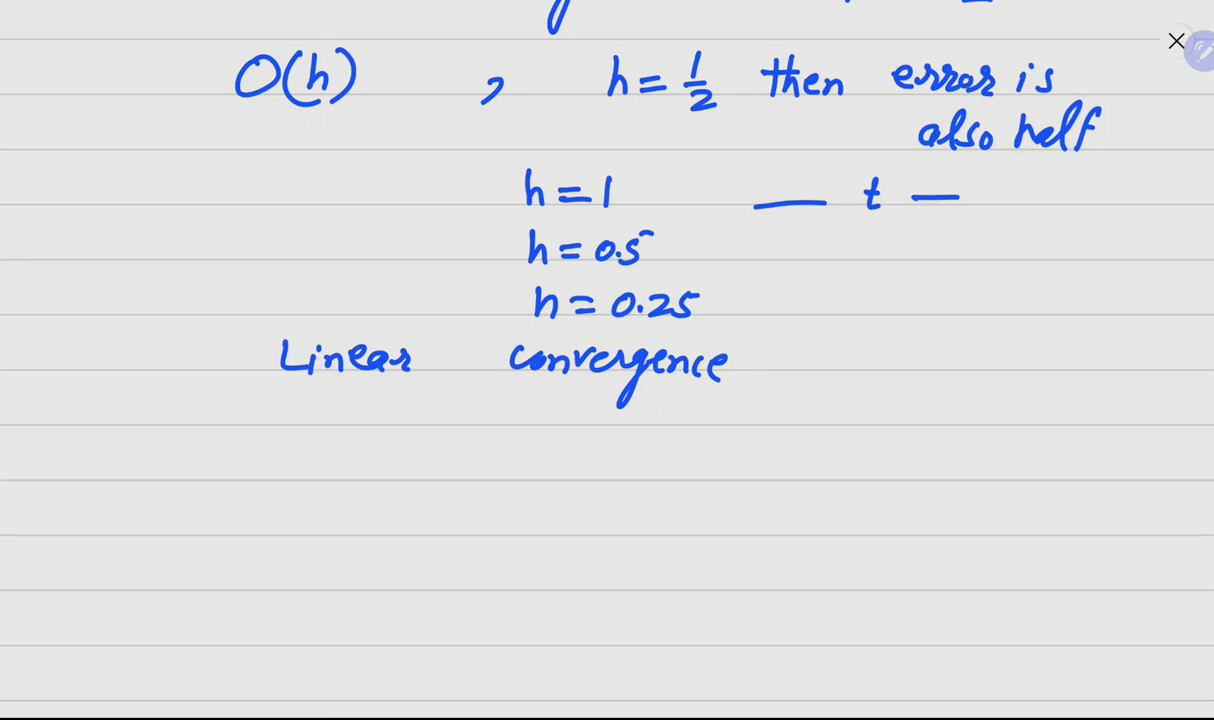 O(h) , h = 1/2 then error is
also half
h = 1 — t —
h = 0.5
h = 0.25
Linear convergence